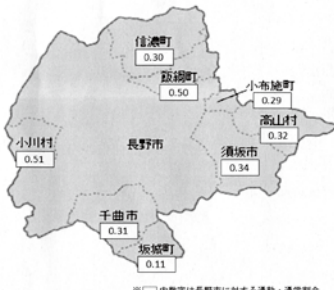 信濃町
0.30
飯綱町
0.50
小布施町
0.29
高山村
0.32
小川村
0.51
長野市
須坂市
0.34
千曲市
0.31
坂城町
0.11
※□内数字は長野市に対する通勤・通学割合